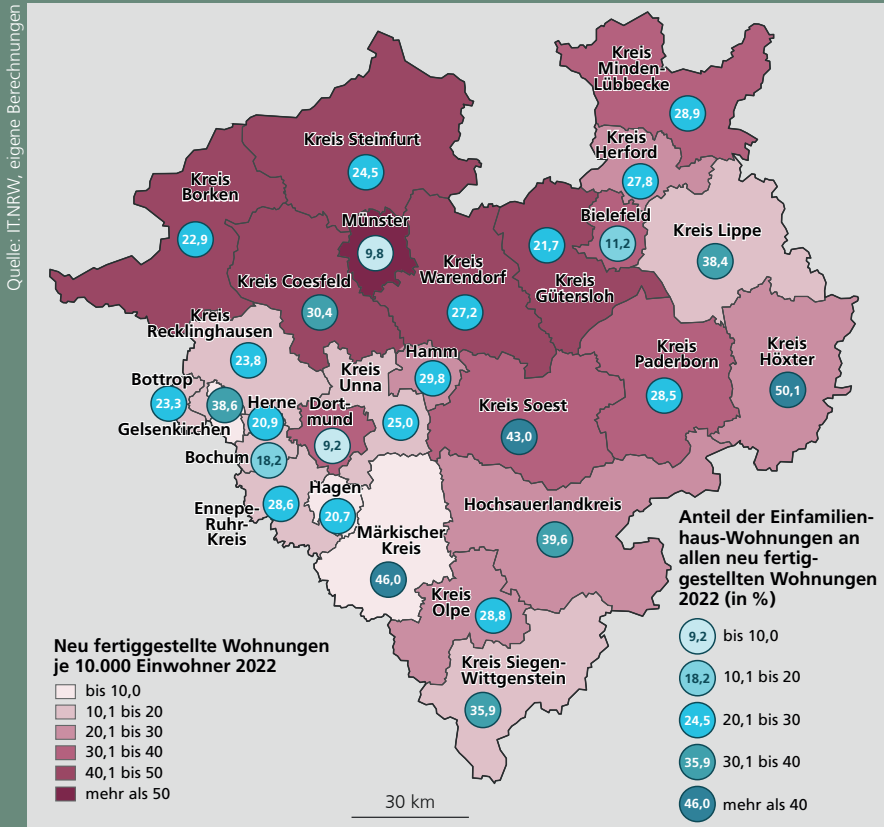 Quelle: IT.NRW, eigene Berechnungen
Kreis
Minden-
Lübbecke
28,9
Kreis Steinfurt
24,5
Kreis
Herford
27,8
Kreis
Borken
22,9
Münster
9,8
Bielefeld
11,2
Kreis Lippe
38,4
21,7
Kreis
Gütersloh
Kreis
Warendorf
27,2
Kreis Coesfeld
30,4
Kreis
Recklinghausen
23,8
Hamm
29,8
Kreis
Unna
25,0
Kreis
Paderborn
28,5
Kreis
Höxter
50,1
Bottrop
23,3
38,6
Gelsenkirchen
Herne
20,9
Dort-
mund
9,2
Kreis Soest
43,0
Bochum
18,2
Ennepe-
Ruhr-
Kreis
28,6
Hagen
20,7
Märkischer
Kreis
46,0
Hochsauerlandkreis
39,6
Kreis
Olpe
28,8
Kreis Siegen-
Wittgenstein
35,9
Neu fertiggestellte Wohnungen
je 10.000 Einwohner 2022
bis 10,0
10,1 bis 20
20,1 bis 30
30,1 bis 40
40,1 bis 50
mehr als 50
30 km
Anteil der Einfamilien-
haus-Wohnungen an
allen neu fertig-
gestellten Wohnungen
2022 (in %)
9,2 bis 10,0
18,2 10,1 bis 20
24,5 20,1 bis 30
35,9 30,1 bis 40
46,0 mehr als 40